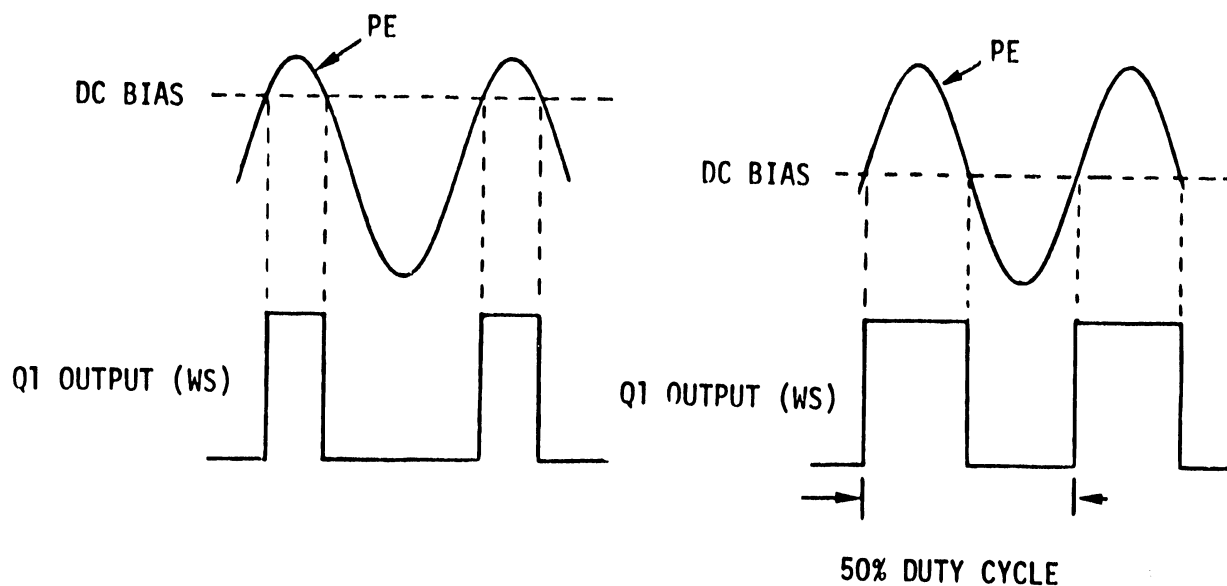 PE
DC BIAS
Q1 OUTPUT (WS)
PE
DC BIAS
Q1 OUTPUT (WS)
50% DUTY CYCLE